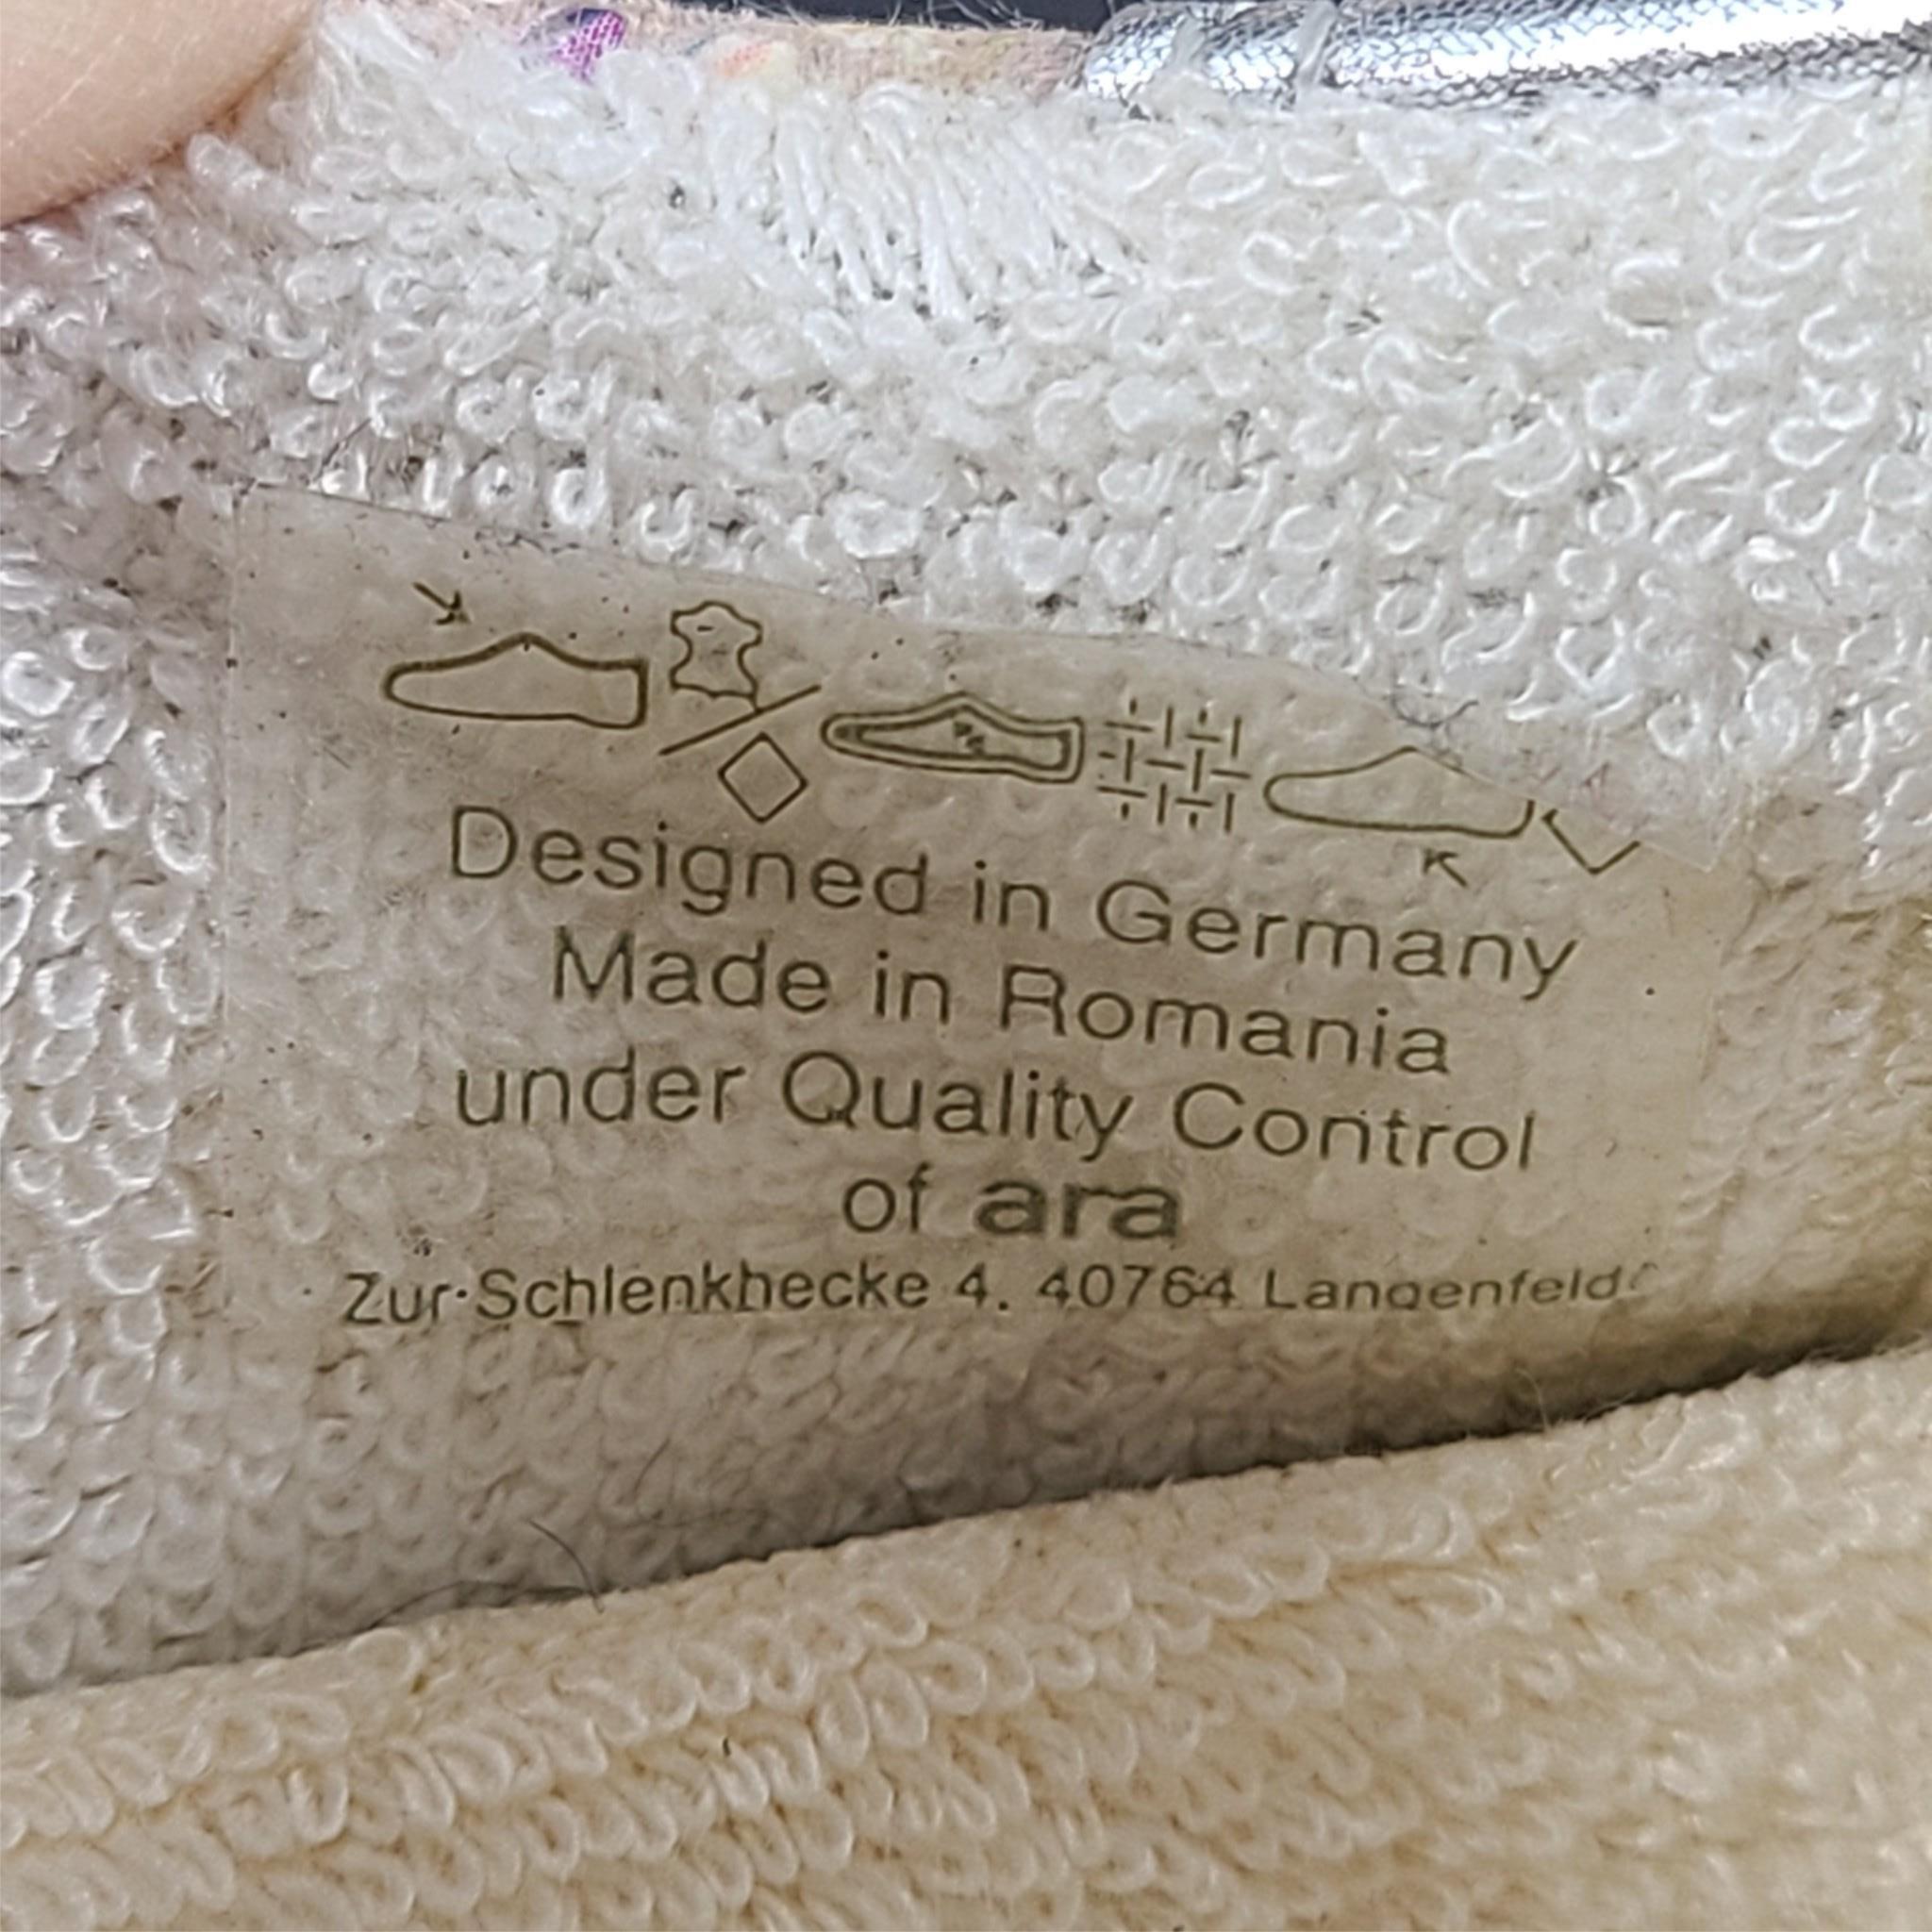 Designed in Germany
Made in Romania
under Quality Control
of ara
Zur Schlenkhecke 4. 40764 Langenfeld